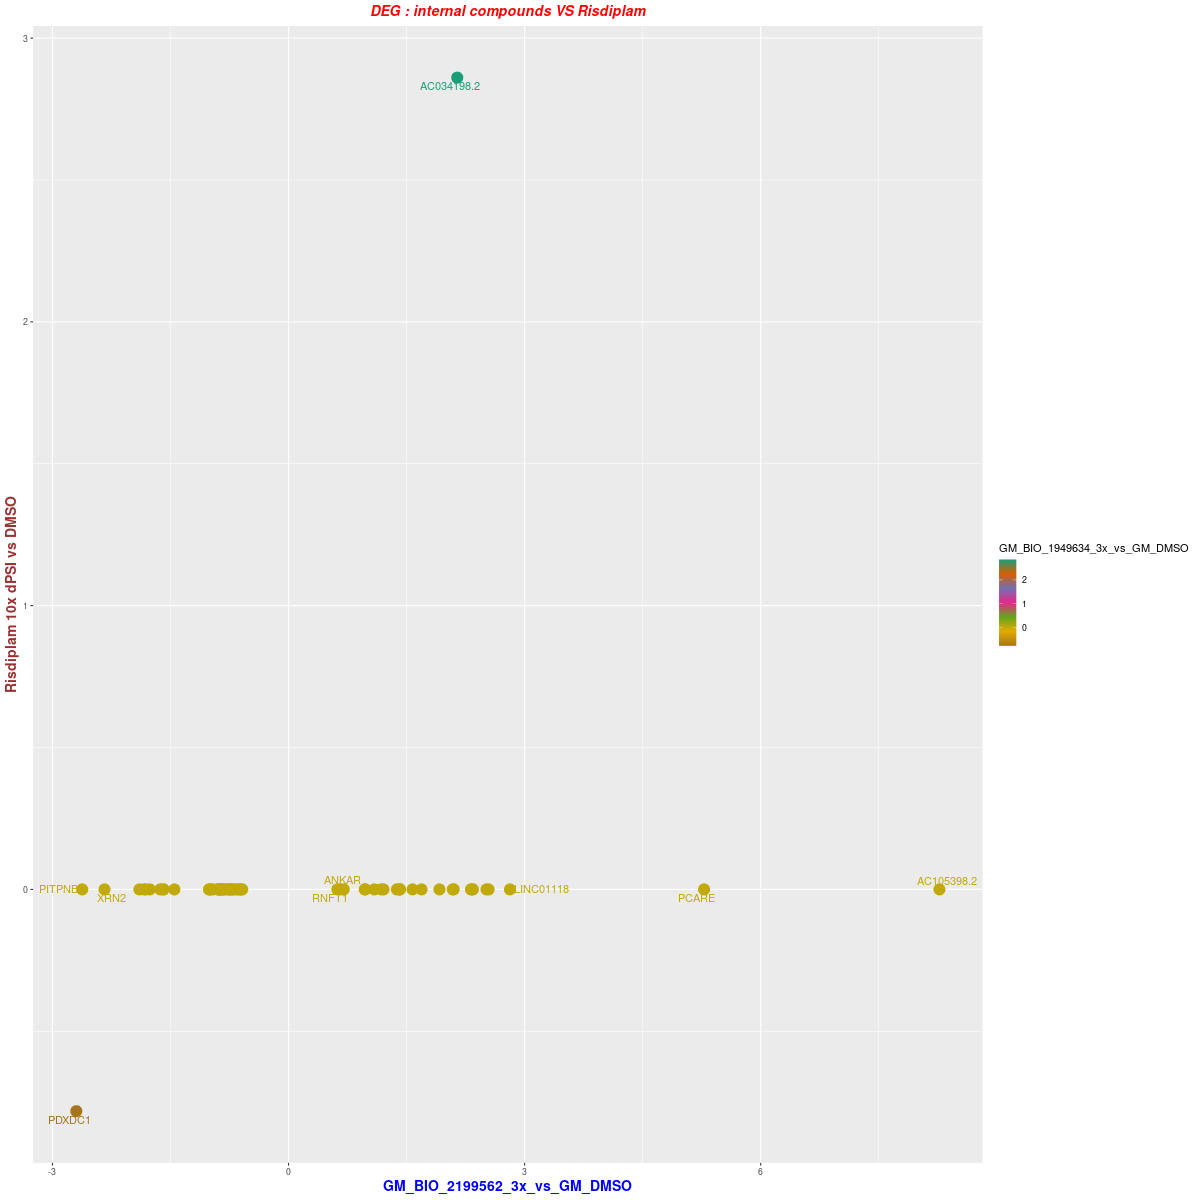 DEG : internal compounds VS Risdiplam
3
AC034198.2
2
Risdiplam 10x dPSI vs DMSO
GM_BIO_1949634_3x_vs_GM_DMSO
2
1
0
1
ANKAR
AC105398.2
0
PITPNB
LINC01118
XRN2
RNFT1
PCARE
PDXDC1
-3
0
3
6
GM_BIO_2199562_3x_vs_GM_DMSO